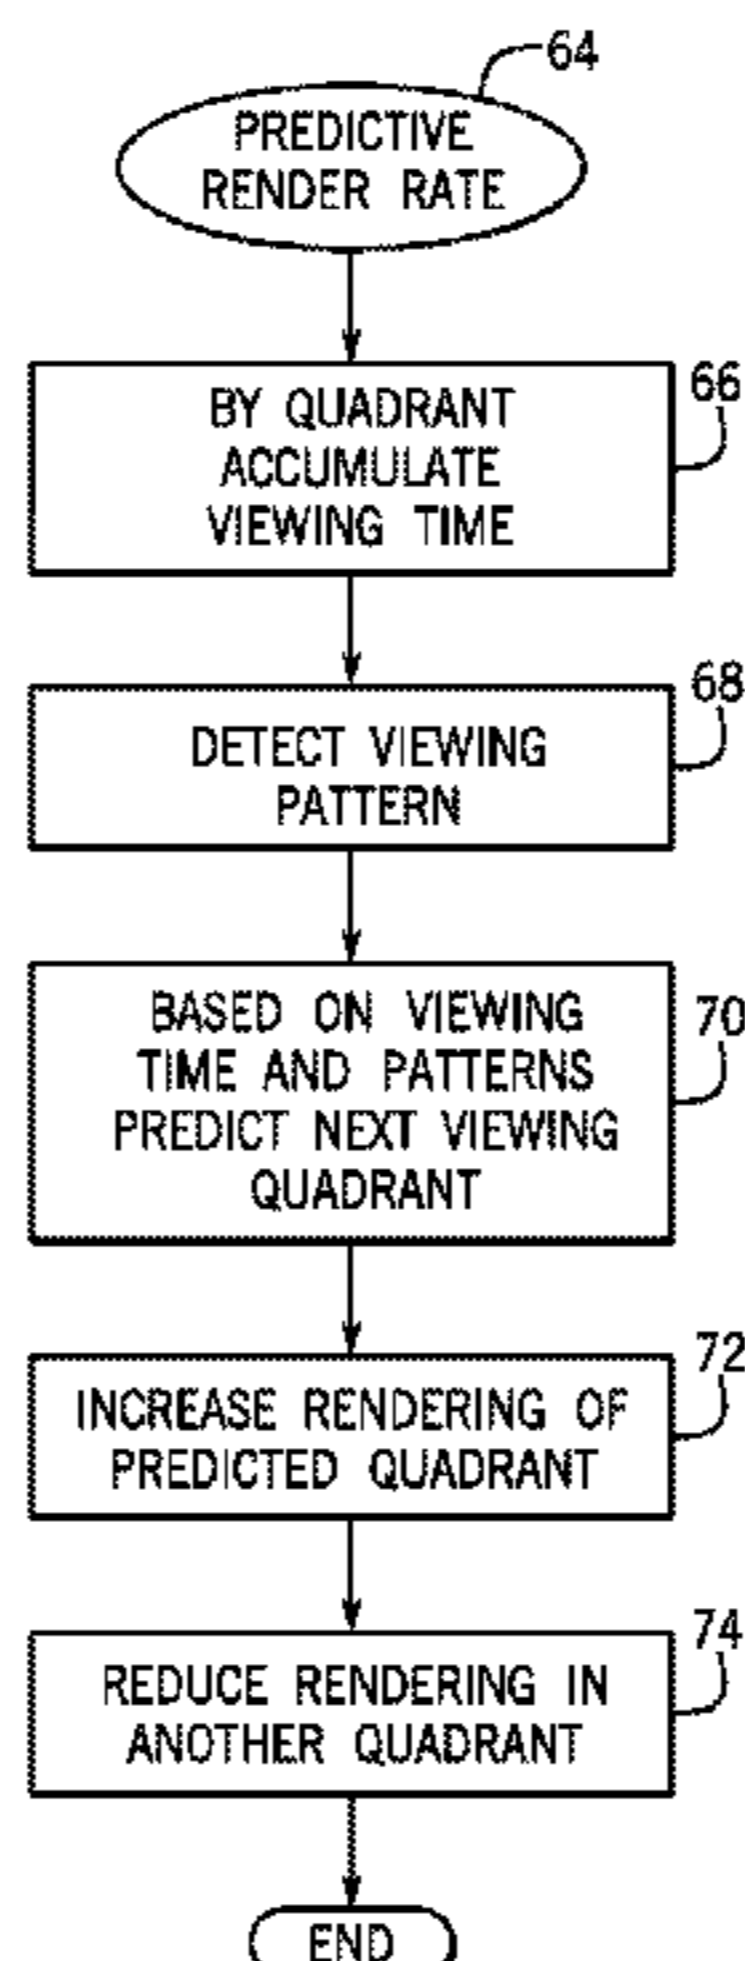 64
PREDICTIVE
RENDER RATE
66
BY QUADRANT
ACCUMULATE
VIEWING TIME
68
DETECT VIEWING
PATTERN
70
BASED ON VIEWING
TIME AND PATTERNS
PREDICT NEXT VIEWING
QUADRANT
72
INCREASE RENDERING OF
PREDICTED QUADRANT
74
REDUCE RENDERING IN
ANOTHER QUADRANT
END